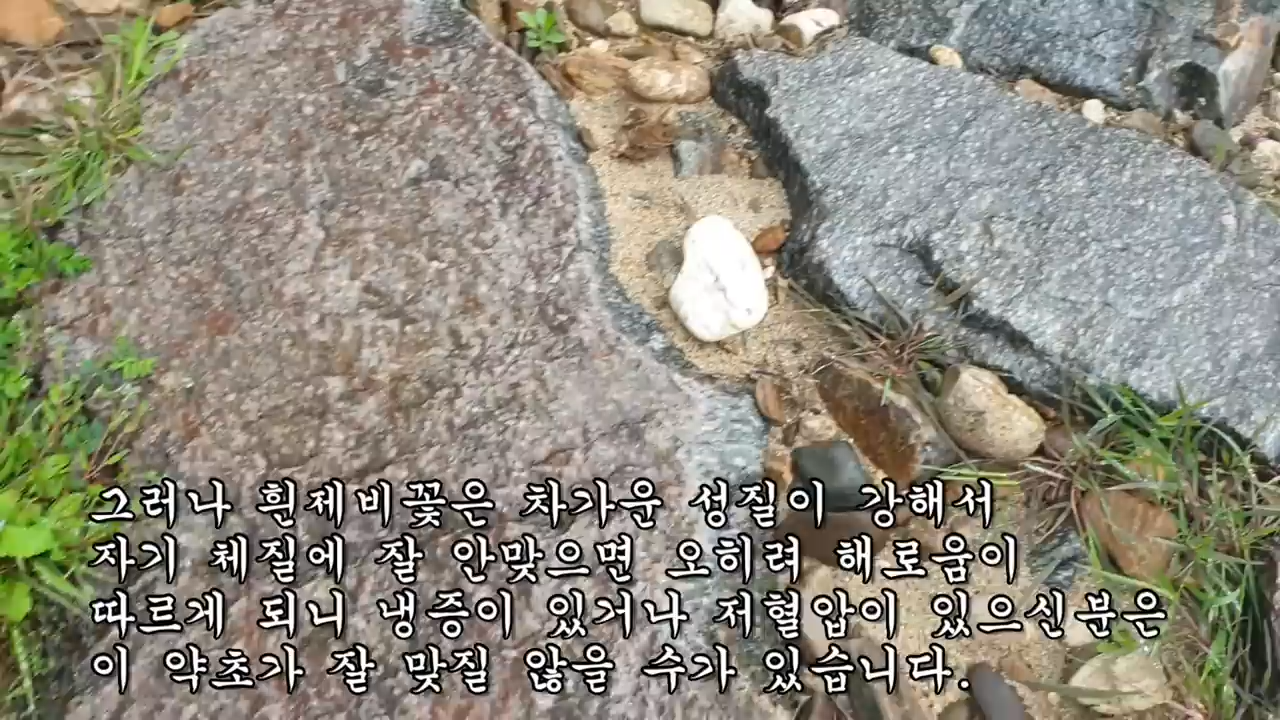 그러나 흰제비꽃은 차가운 성질이 강해서
자기 체질에 잘 안맞으면 오히려 해로움이
따르게 되니 냉증이 있거나 저혈압이 있으신분은
이 약초가 잘 맞질 않을 수가 있습니다.